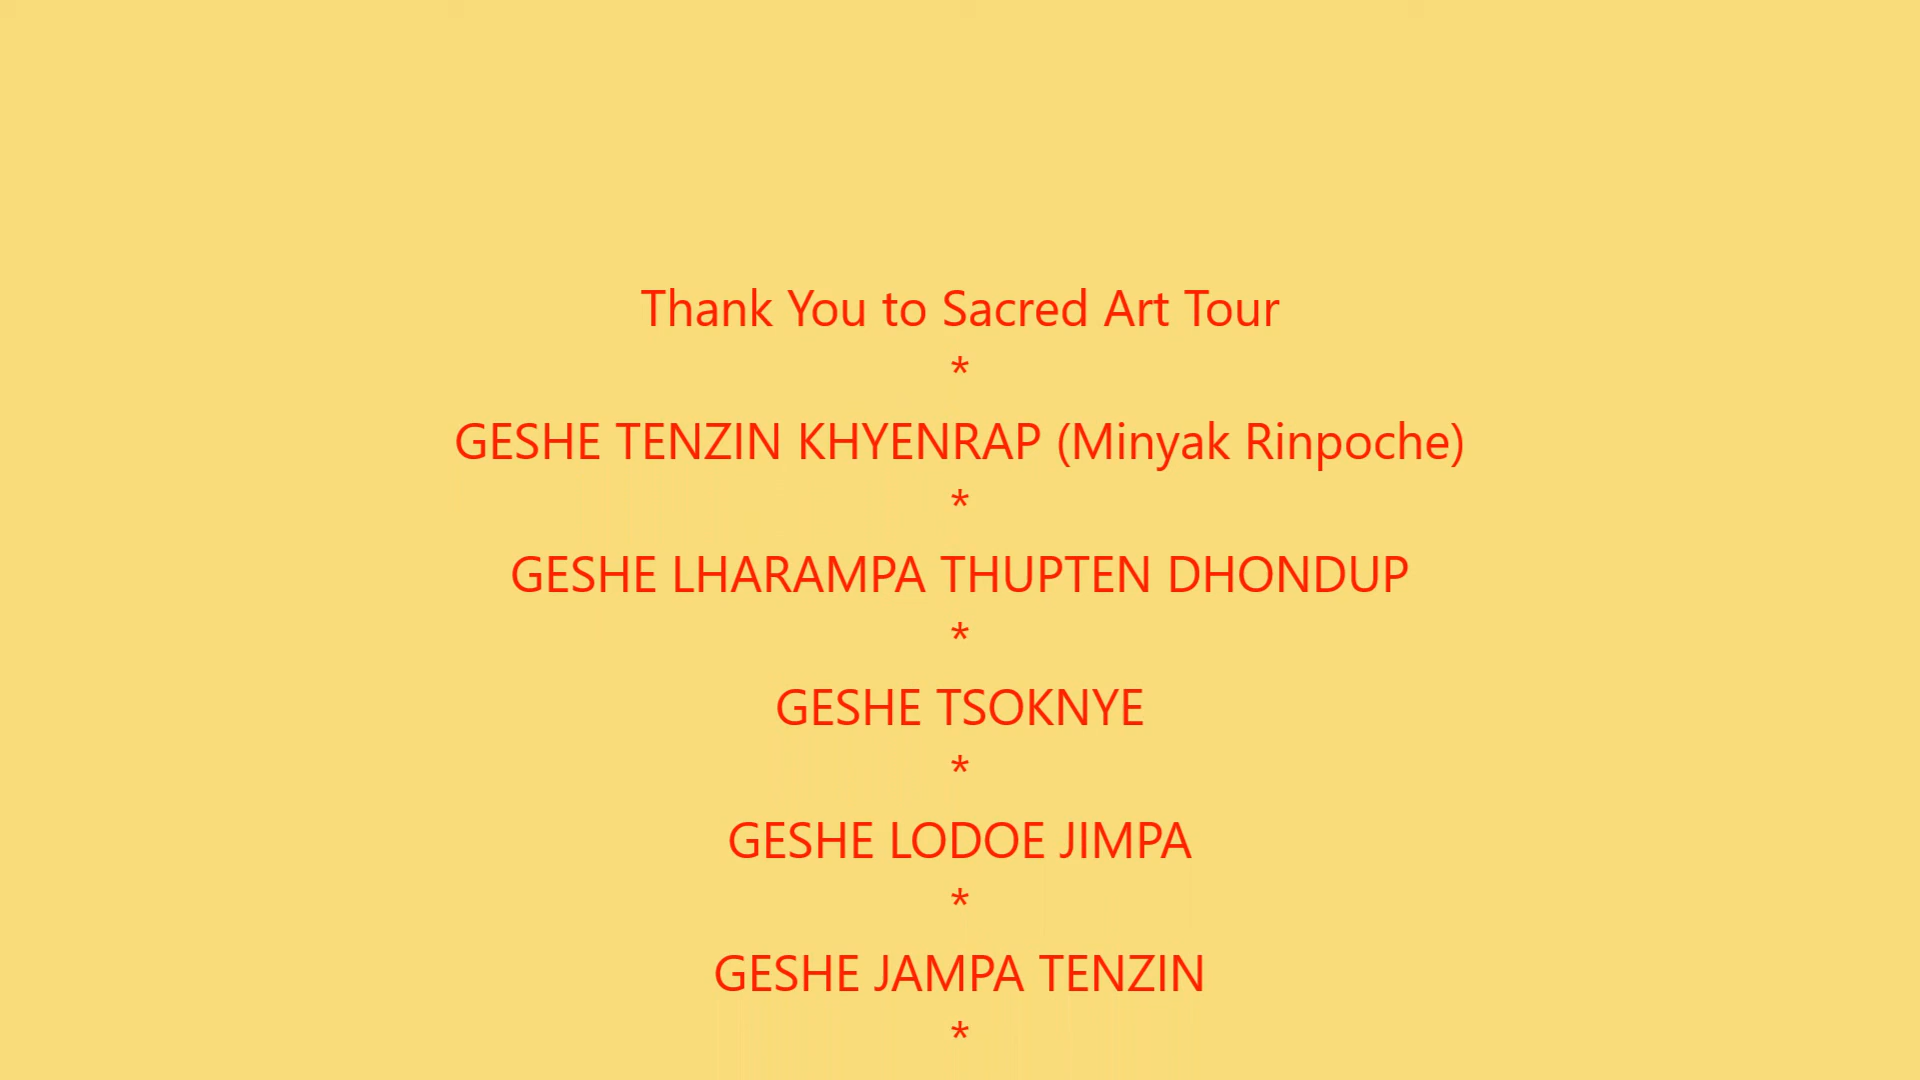 Thank You to Sacred Art Tour
*
GESHE TENZIN KHYENRAP (Minyak Rinpoche)
*
GESHE LHARAMPA THUPTEN DHONDUP
*
GESHE TSOKNYE
*
GESHE LODOE JIMPA
*
GESHE JAMPA TENZIN
*